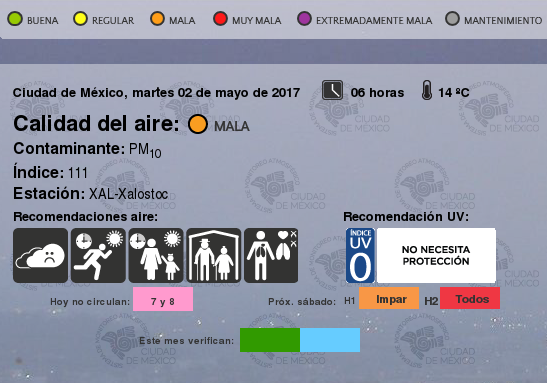 BUENA REGULAR MALA MUY MALA EXTREMADAMENTE MALA MANTENIMIENTO
Ciudad de México, martes 02 de mayo de 2017 06 horas 14 ºC
Calidad del aire: MALA
Contaminante: PM10
Índice: 111
Estación: XAL-Xalostoc
Recomendaciones aire: Recomendación UV:
ÍNDICE
UV
0
NO NECESITA
PROTECCIÓN
Hoy no circulan: 7 y 8 Próx. sábado: H1 Impar H2 Todos
Este mes verifican:
CIUDAD
DE MÉXICO